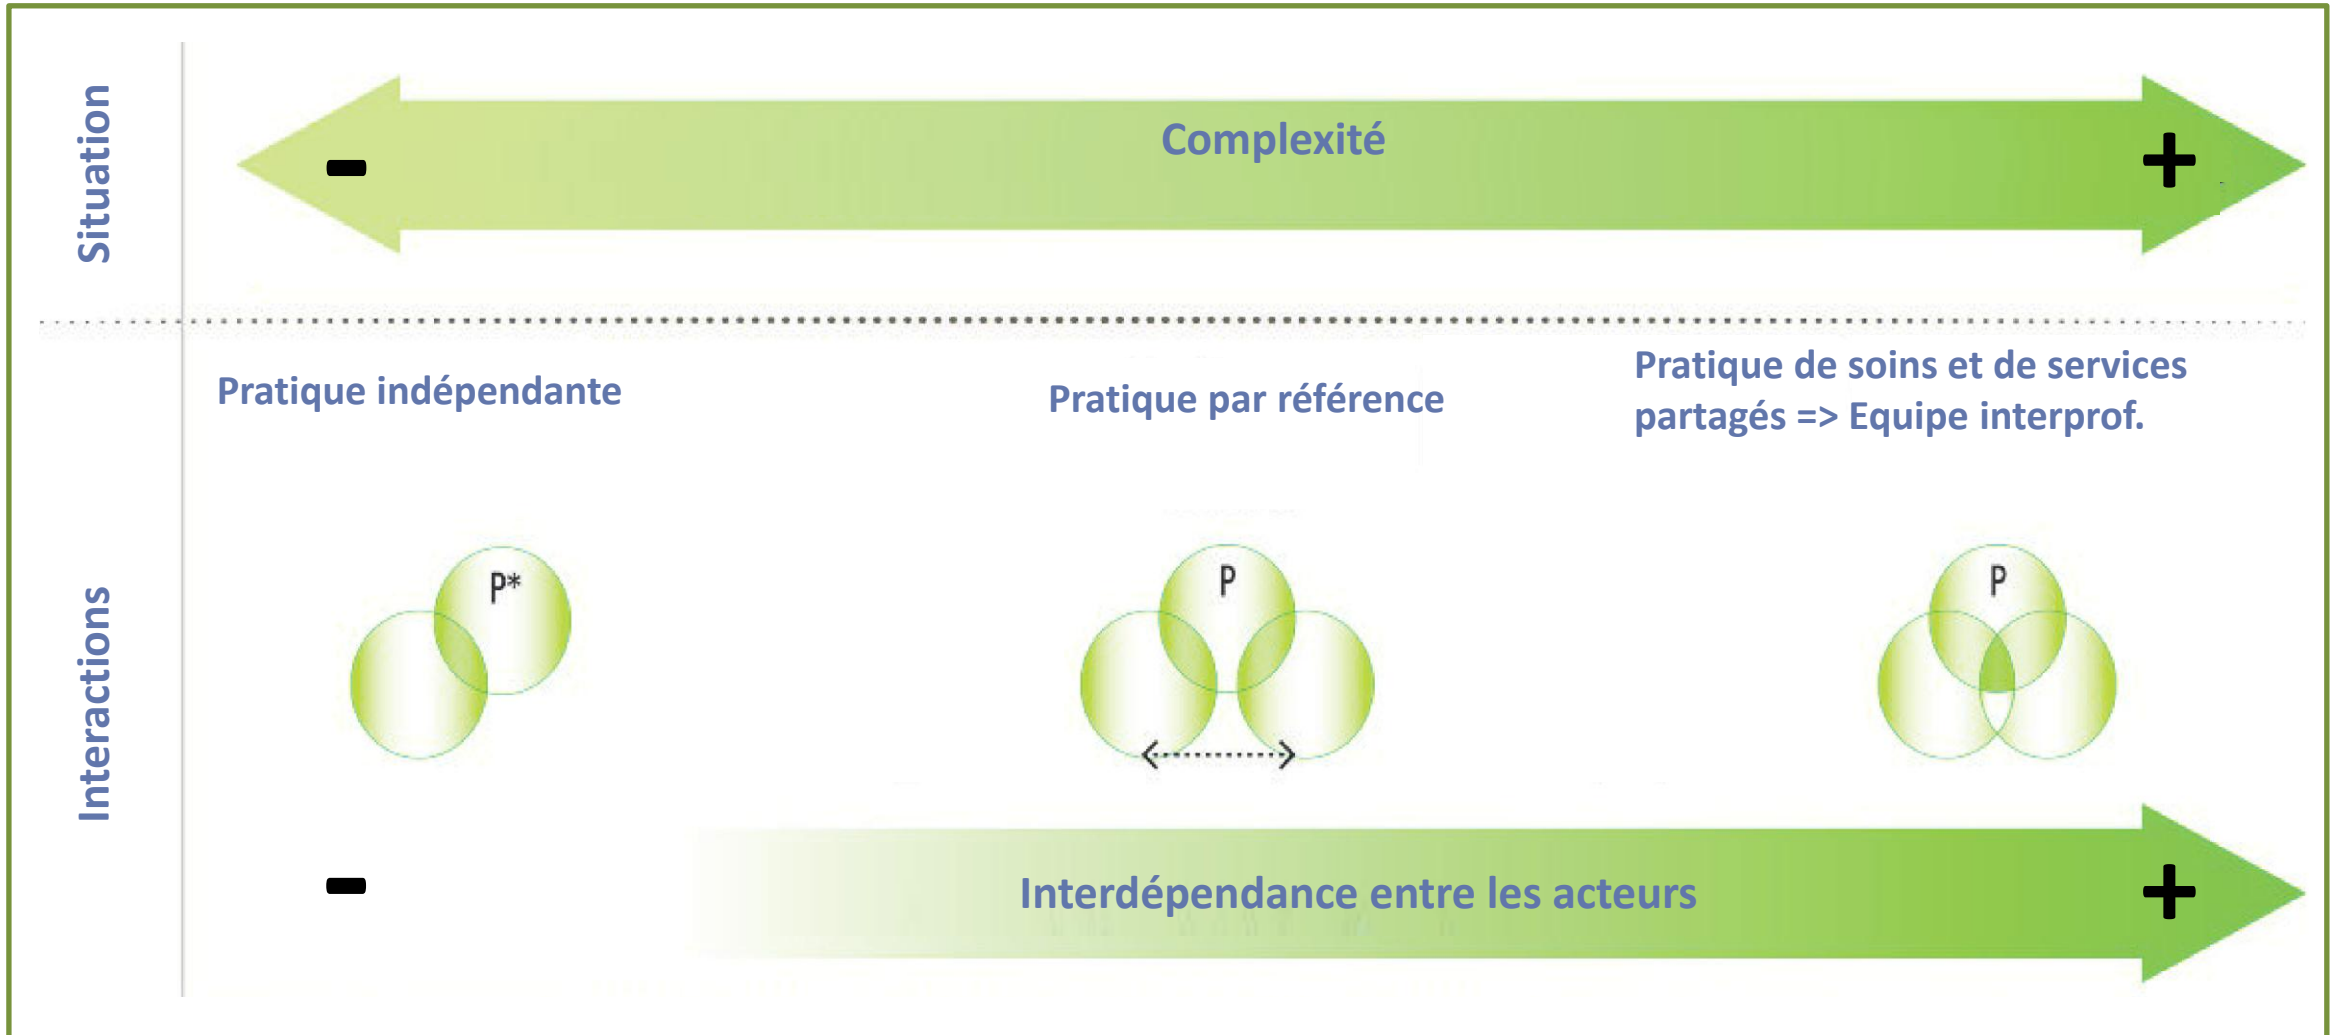 Situation
-
Complexité
+
Pratique indépendante
Pratique par référence
Pratique de soins et de services
partagés => Equipe interprof.
Interactions
P*
P
P
-
Interdépendance entre les acteurs
+